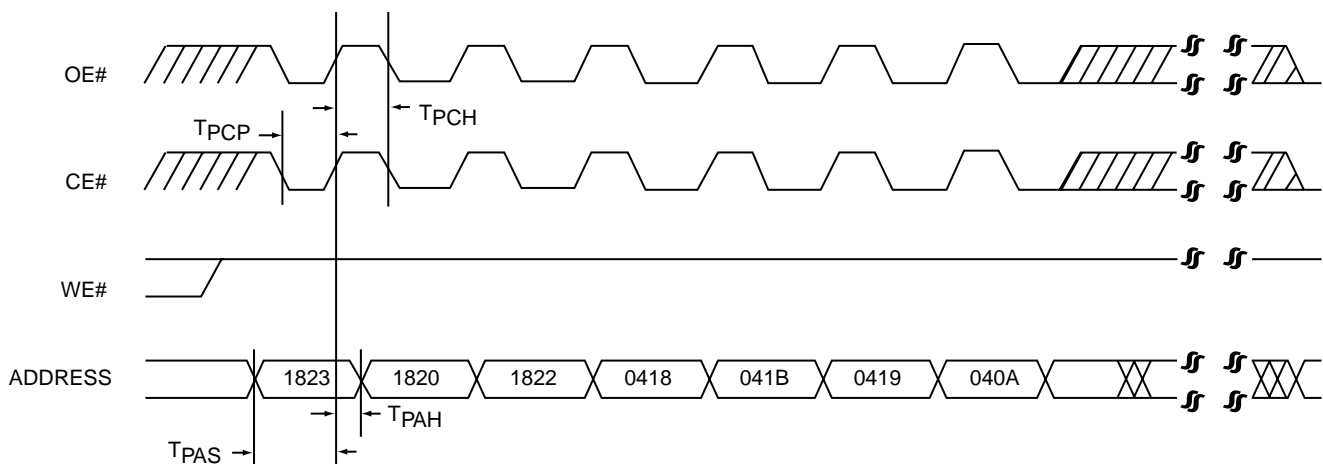 OE#
TPCP
TPCH
CE#
WE#
ADDRESS
1823 1820 1822 0418 041B 0419 040A
TPAH
TPAS